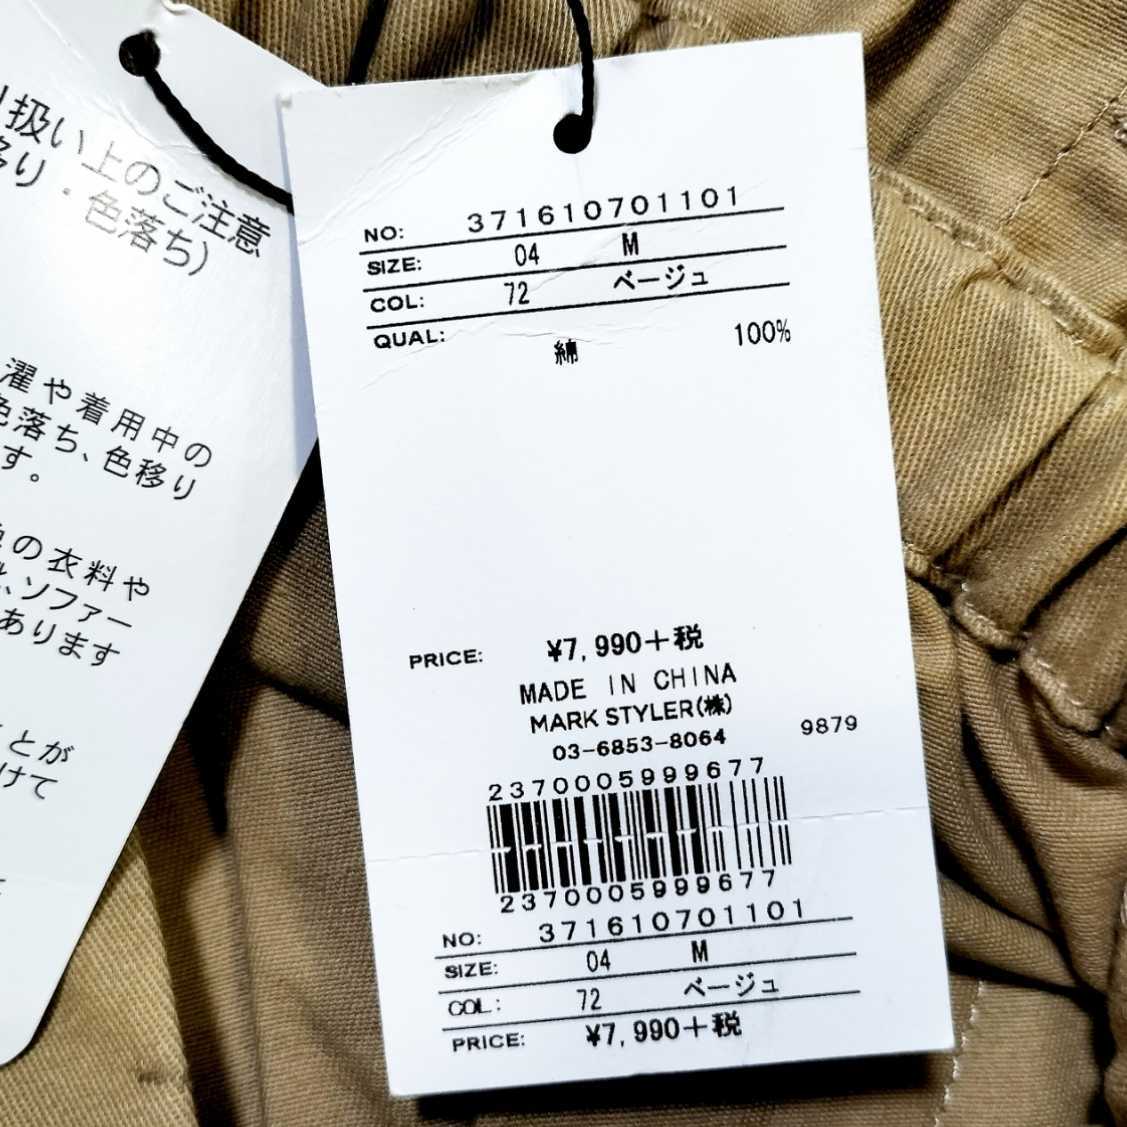 り扱い上のご注意
移り・色落ち)
濯や着用中の
色落ち、色移り
す。
色の衣料や
、ソファー
あります
ことが
けて
NO: 371610701101
SIZE: 04 M
COL: 72 ベージュ
QUAL:
綿 100%
PRICE: ¥7,990+税
MADE IN CHINA
MARK STYLER(株)
03-6853-8064 9879
2370005999677
2370005999677
NO: 371610701101
SIZE: 04 M
COL: 72 ベージュ
PRICE: ¥7,990+税